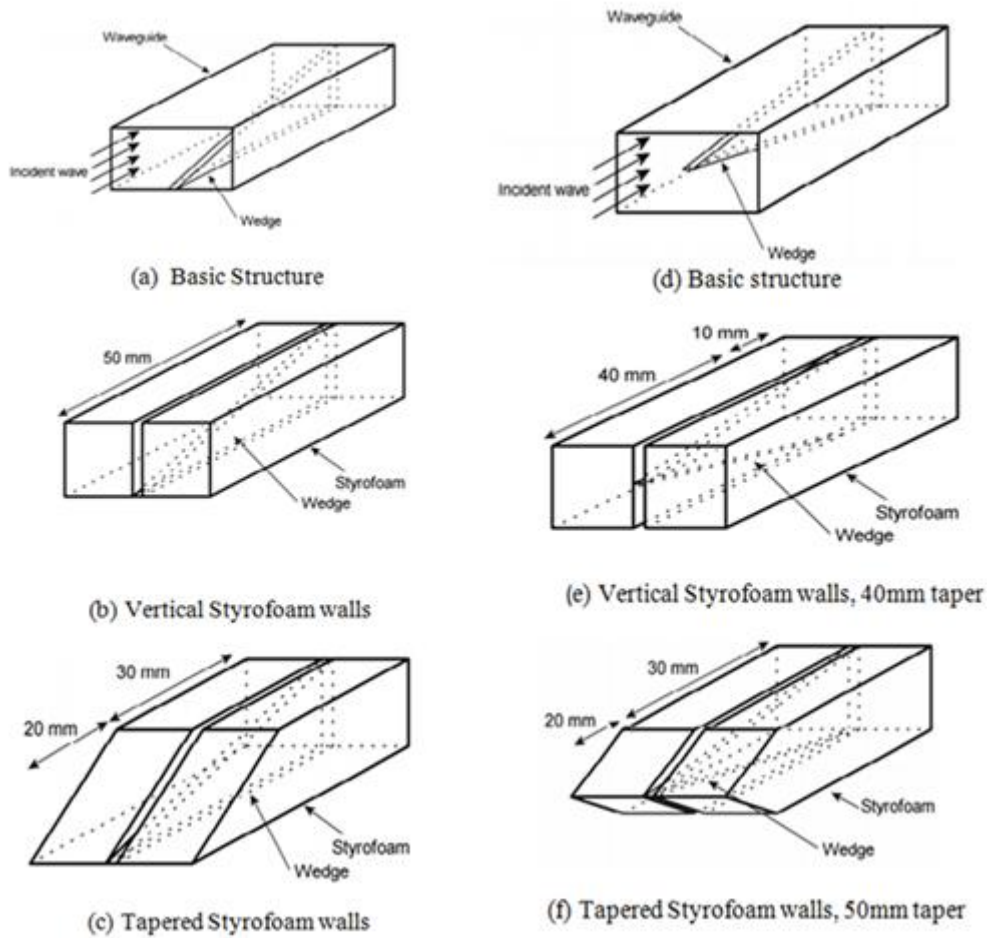 Waveguide
Incident wave
Wedge
(a) Basic Structure
Waveguide
Incident wave
Wedge
(d) Basic structure
50 mm
Styrofoam
Wedge
(b) Vertical Styrofoam walls
10 mm
40 mm
Styrofoam
Wedge
(e) Vertical Styrofoam walls, 40mm taper
30 mm
20 mm
Styrofoam
Wedge
(c) Tapered Styrofoam walls
30 mm
20 mm
Styrofoam
Wedge
(f) Tapered Styrofoam walls, 50mm taper